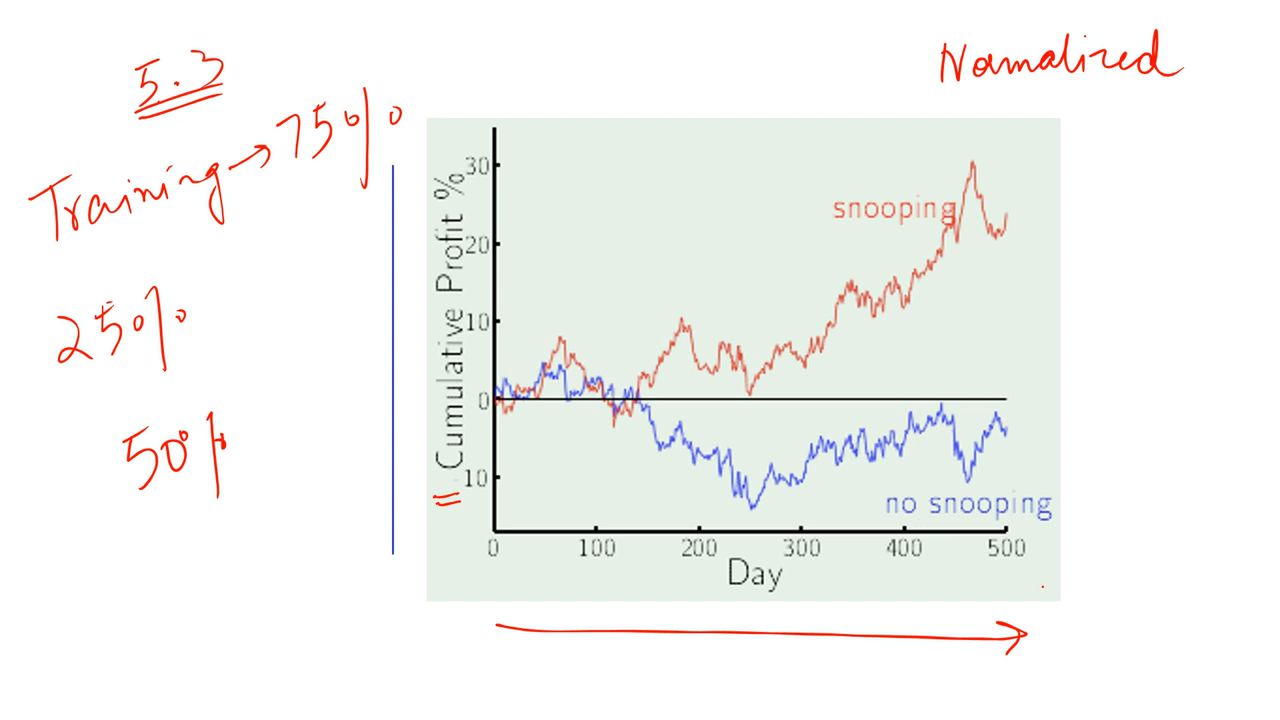 5.3
Namalized
Training → 75%
25%
50%
Cumulative Profit %
30
20
10
0
10
snooping
no snooping
0 100 200 300 400 500
Day